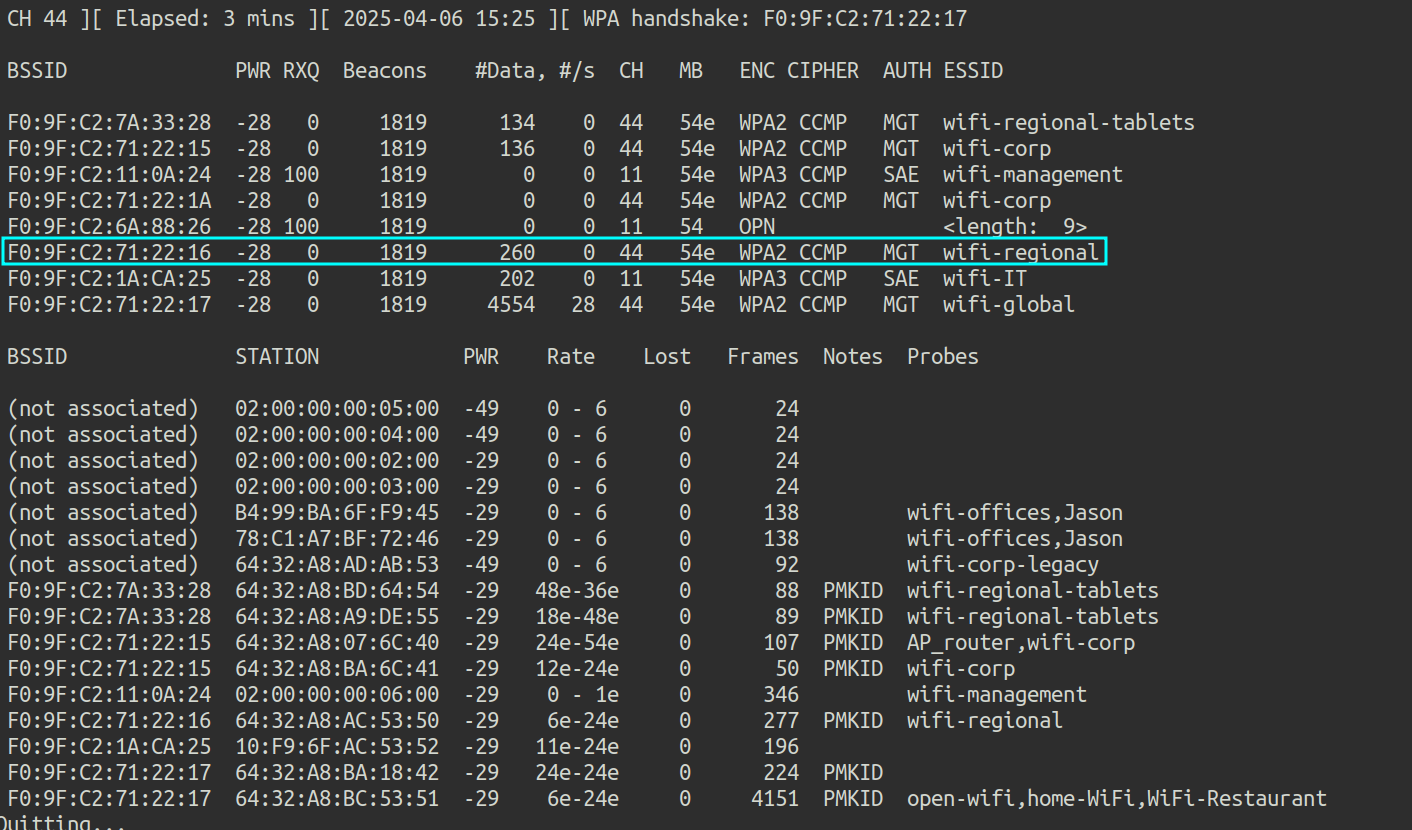 CH 44 ][ Elapsed: 3 mins ][ 2025-04-06 15:25 ][ WPA handshake: F0:9F:C2:71:22:17
BSSID PWR RXQ Beacons #Data, #/s CH MB ENC CIPHER AUTH ESSID
F0:9F:C2:7A:33:28 -28 0 1819 134 0 44 54e WPA2 CCMP MGT wifi-regional-tablets
F0:9F:C2:71:22:15 -28 0 1819 136 0 44 54e WPA2 CCMP MGT wifi-corp
F0:9F:C2:11:0A:24 -28 100 1819 0 0 11 54e WPA3 SAE wifi-management
F0:9F:C2:71:22:1A -28 0 1819 0 0 44 54e WPA2 CCMP MGT wifi-corp
F0:9F:C2:6A:88:26 -28 100 1819 0 0 11 54 OPN <length: 9>
F0:9F:C2:71:22:16 -28 0 1819 260 0 44 54e WPA2 CCMP MGT wifi-regional
F0:9F:C2:1A:CA:25 -28 0 1819 202 0 11 54e WPA3 CCMP SAE wifi-IT
F0:9F:C2:71:22:17 -28 0 1819 4554 28 44 54e WPA2 CCMP MGT wifi-global
BSSID STATION PWR Rate Lost Frames Notes Probes
(not associated) 02:00:00:00:05:00 -49 0 - 6 0 24
(not associated) 02:00:00:00:04:00 -49 0 - 6 0 24
(not associated) 02:00:00:00:02:00 -29 0 - 6 0 24
(not associated) 02:00:00:00:03:00 -29 0 - 6 0 24
(not associated) B4:99:BA:6F:F9:45 -29 0 - 6 0 138 wifi-offices,Jason
(not associated) 78:C1:A7:BF:72:46 -29 0 - 6 0 138 wifi-offices,Jason
(not associated) 64:32:A8:AD:AB:53 -49 0 - 6 0 92 wifi-corp-legacy
F0:9F:C2:7A:33:28 64:32:A8:BD:64:54 -29 48e-36e 0 88 PMKID wifi-regional-tablets
F0:9F:C2:7A:33:28 64:32:A8:A9:DE:55 -29 18e-48e 0 89 PMKID wifi-regional-tablets
F0:9F:C2:71:22:15 64:32:A8:07:6C:40 -29 24e-54e 0 107 PMKID AP_router,wifi-corp
F0:9F:C2:71:22:15 64:32:A8:BA:6C:41 -29 12e-24e 0 50 PMKID wifi-corp
F0:9F:C2:11:0A:24 02:00:00:00:06:00 -29 0 - 1e 0 346 wifi-management
F0:9F:C2:71:22:16 64:32:A8:AC:53:50 -29 6e-24e 0 277 PMKID wifi-regional
F0:9F:C2:1A:CA:25 10:F9:6F:AC:53:52 -29 11e-24e 0 196
F0:9F:C2:71:22:17 64:32:A8:BA:18:42 -29 24e-24e 0 224 PMKID
F0:9F:C2:71:22:17 64:32:A8:BC:53:51 -29 6e-24e 0 4151 PMKID open-wifi,home-WiFi,WiFi-Restaurant
Quitting...